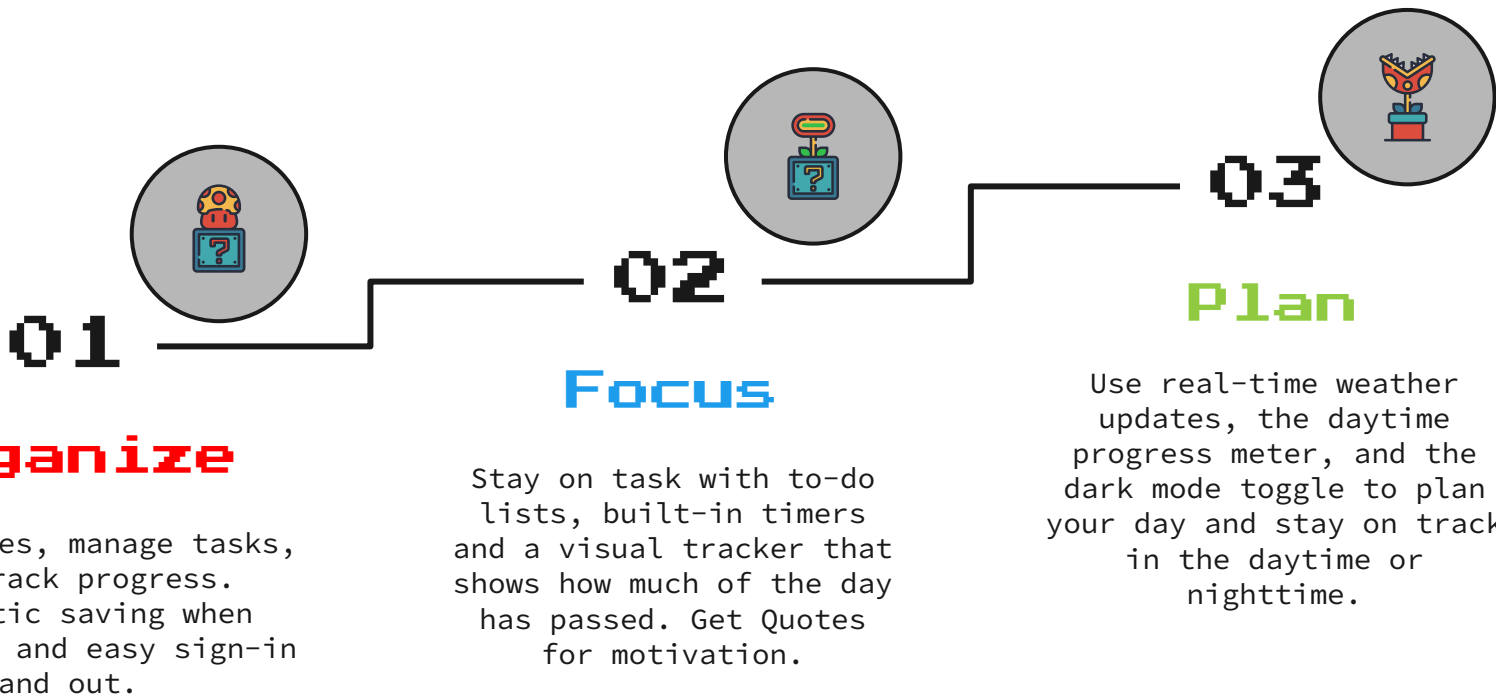 01
ganize
es, manage tasks,
rack progress.
tic saving when
and easy sign-in
and out.
02
Focus
Stay on task with to-do
lists, built-in timers
and a visual tracker that
shows how much of the day
has passed. Get Quotes
for motivation.
03
Plan
Use real-time weather
updates, the daytime
progress meter, and the
dark mode toggle to plan
your day and stay on track
in the daytime or
nighttime.
?
?